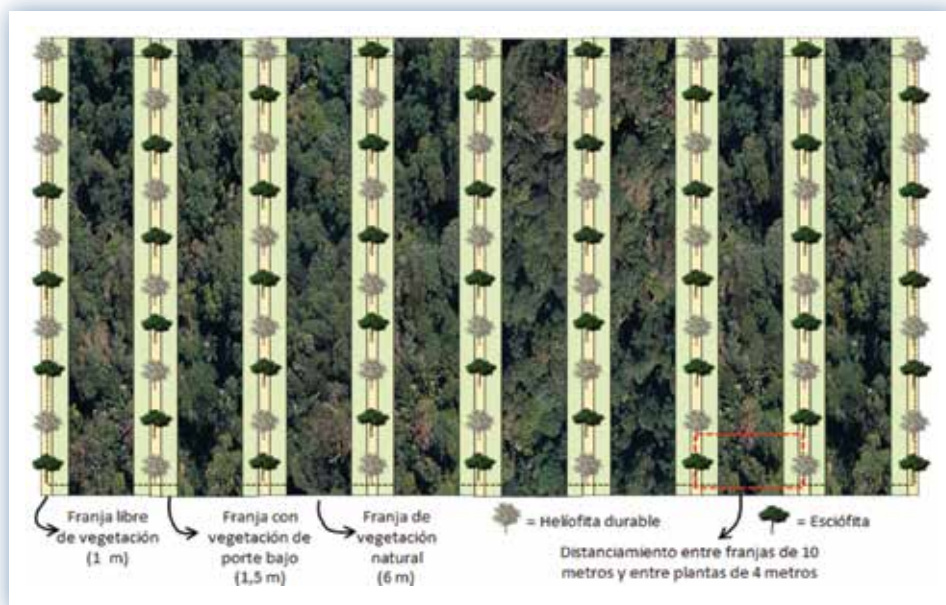 Franja libre
de vegetación
(1 m)
Franja con
vegetación de
porte bajo
(1,5 m)
Franja de
vegetación
natural
(6 m)
= Heliófita durable
= Esciófita
Distanciamiento entre franjas de 10
metros y entre plantas de 4 metros